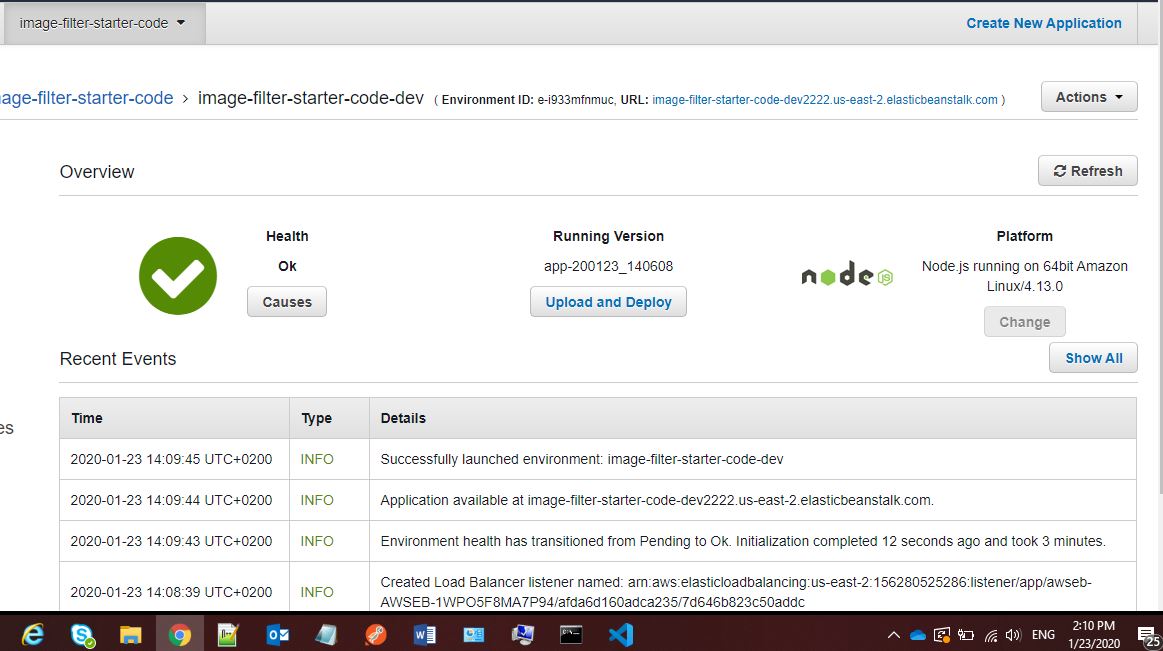 image-filter-starter-code
Create New Application
age-filter-starter-code > image-filter-starter-code-dev ( Environment ID: e-i933mfnmuc, URL: image-filter-starter-code-dev2222.us-east-2.elasticbeanstalk.com )
Actions
Overview
Refresh
Health
Ok
Causes
Running Version
app-200123_140608
Upload and Deploy
node JS
Platform
Node.js running on 64bit Amazon
Linux/4.13.0
Change
Recent Events
Show All
es
Time Type Details
2020-01-23 14:09:45 UTC+0200 INFO Successfully launched environment: image-filter-starter-code-dev
2020-01-23 14:09:44 UTC+0200 INFO Application available at image-filter-starter-code-dev2222.us-east-2.elasticbeanstalk.com.
2020-01-23 14:09:43 UTC+0200 INFO Environment health has transitioned from Pending to Ok. Initialization completed 12 seconds ago and took 3 minutes.
2020-01-23 14:08:39 UTC+0200 INFO Created Load Balancer listener named: arn:aws:elasticloadbalancing:us-east-2:156280525286:listener/app/awseb-
AWSEB-1WPO5F8MA7P94/afda6d160adca235/7d646b823c50addc
ENG
2:10 PM
1/23/2020
25